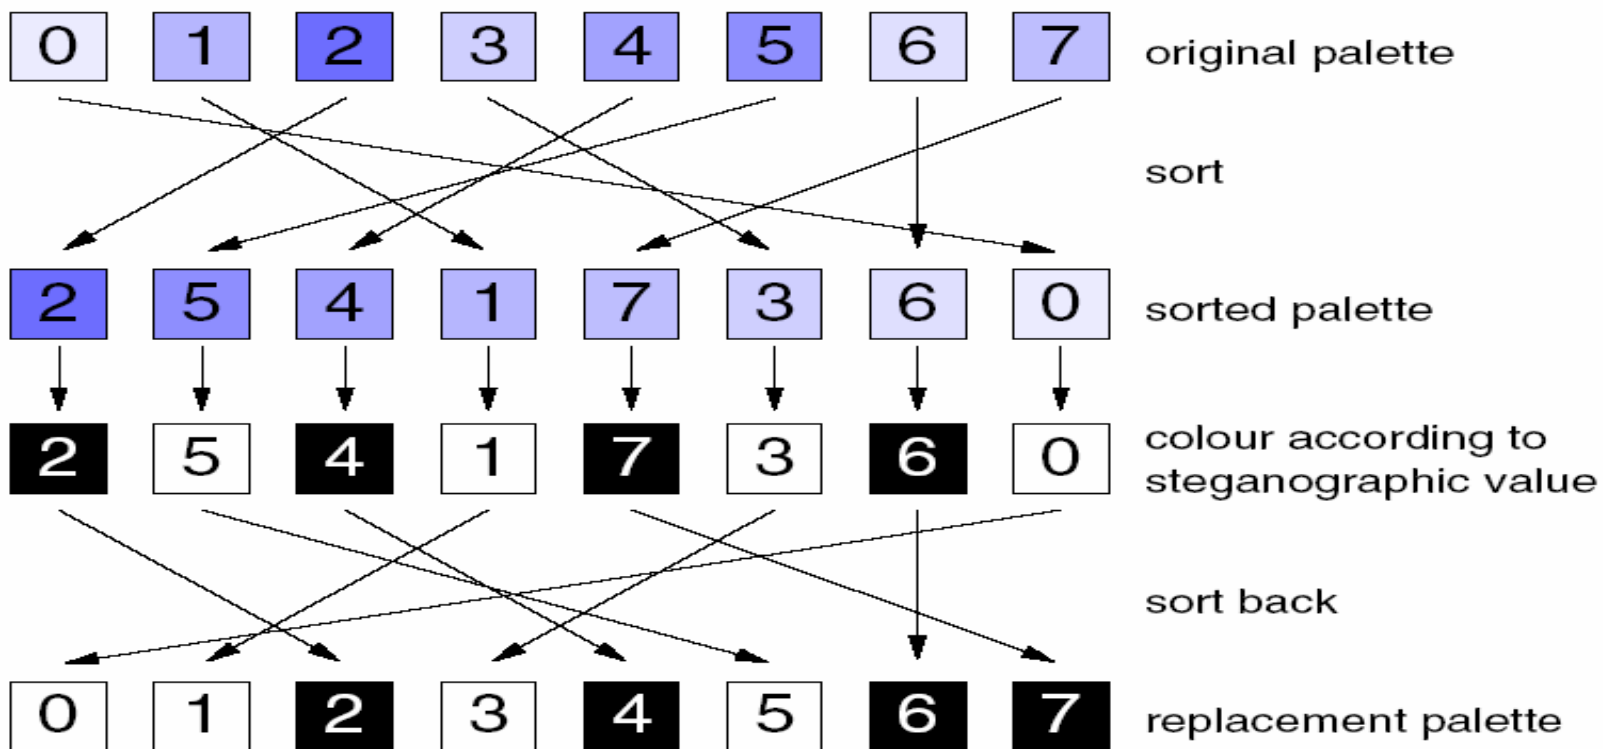 0 1 2 3 4 5 6 7 original palette
sort
2 5 4 1 7 3 6 0 sorted palette
2 5 4 1 7 3 6 0 colour according to
steganographic value
sort back
0 1 2 3 4 5 6 7 replacement palette